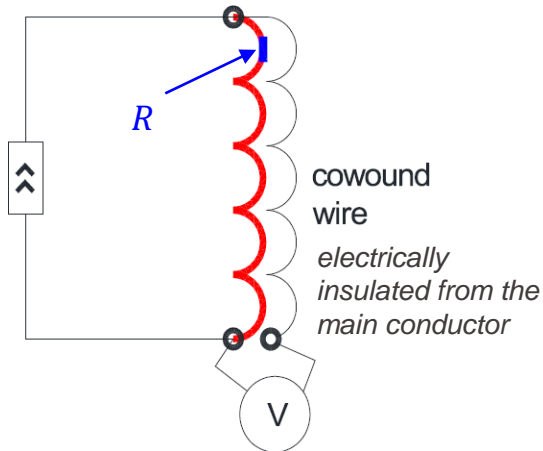 R
cowound
wire
electrically
insulated from the
main conductor
V